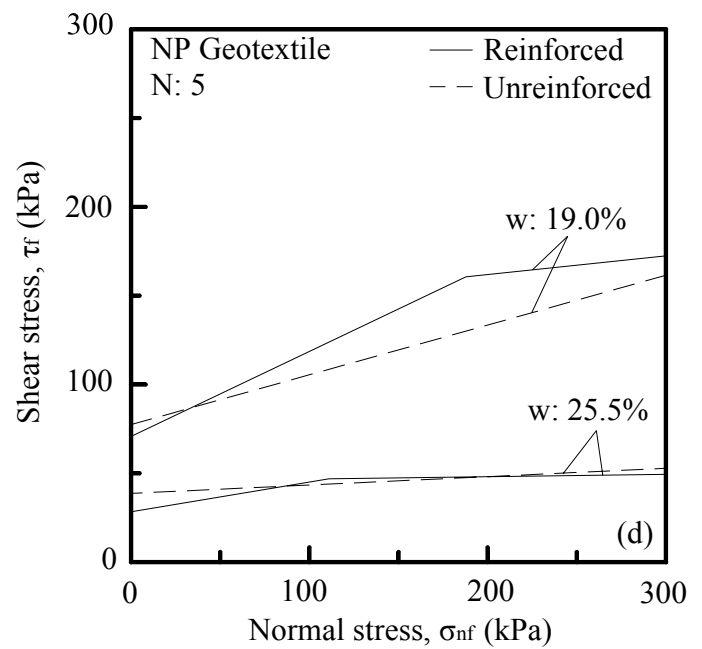 300
NP Geotextile
N: 5
Reinforced
Unreinforced
200
w: 19.0%
100
w: 25.5%
(d)
0
0 100 200 300
Shear stress, τf (kPa)
Normal stress, σnf (kPa)